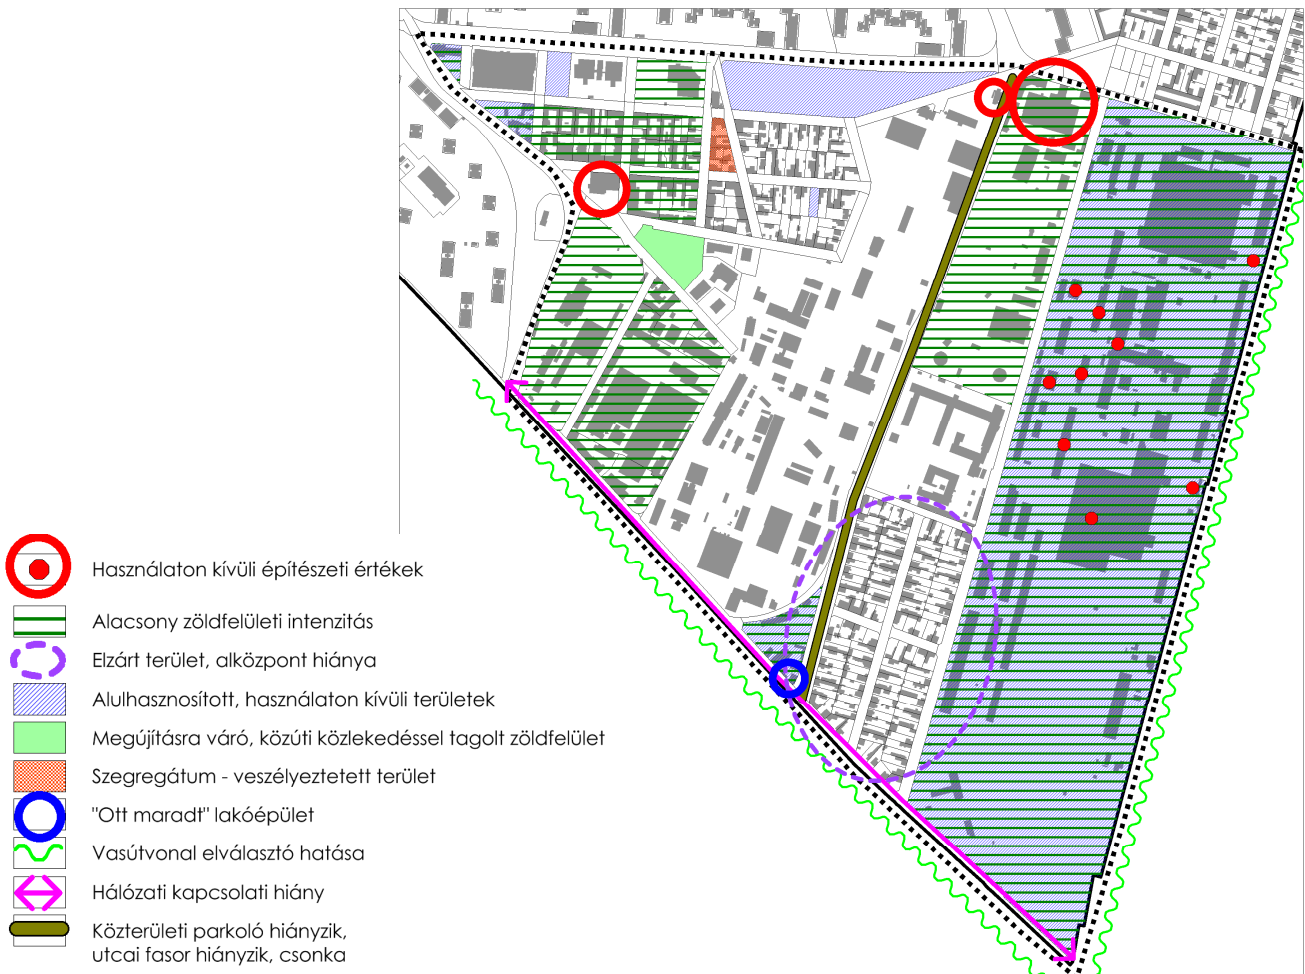 Használaton kívüli építészeti értékek
Alacsony zöldfelületi intenzitás
Elzárt terület, alközpont hiánya
Alulhasznosított, használaton kívüli területek
Megújításra váró, közúti közlekedéssel tagolt zöldfelület
Szegregátum - veszélyeztetett terület
"Ott maradt" lakóépület
Vasútvonal elválasztó hatása
Hálózati kapcsolati hiány
Közterületi parkoló hiányzik,
utcai fasor hiányzik, csonka